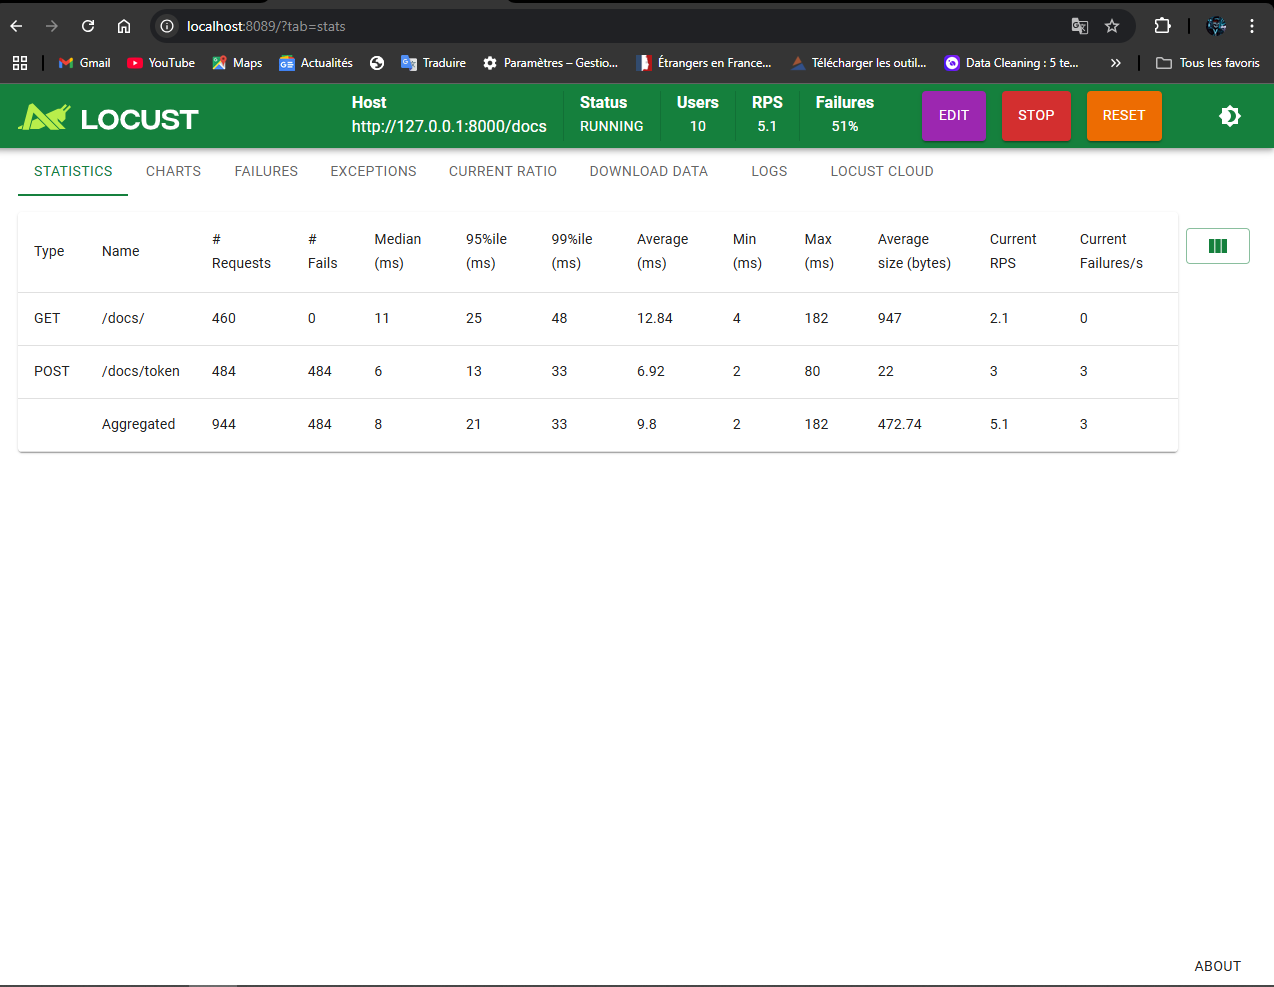 localhost:8089/?tab=stats
Gmail YouTube Maps Actualités Traduire Paramètres – Gestio... Étrangers en France... Télécharger les outil... Data Cleaning : 5 te... » Tous les favoris
LOCUST
Host Status Users RPS Failures
http://127.0.0.1:8000/docs RUNNING 10 5.1 51%
EDIT STOP RESET
STATISTICS CHARTS FAILURES EXCEPTIONS CURRENT RATIO DOWNLOAD DATA LOGS LOCUST CLOUD
Type Name # Requests # Fails Median (ms) 95%ile (ms) 99%ile (ms) Average (ms) Min (ms) Max (ms) Average size (bytes) Current RPS Current Failures/s
GET /docs/ 460 0 11 25 48 12.84 4 182 947 2.1 0
POST /docs/token 484 484 6 13 33 6.92 2 80 22 3 3
Aggregated 944 484 8 21 33 9.8 2 182 472.74 5.1 3
ABOUT